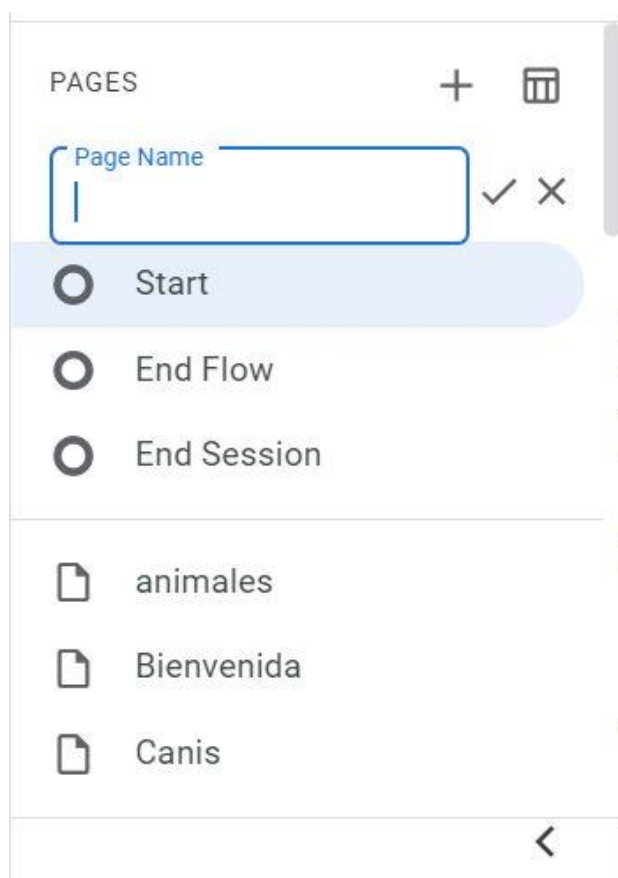 PAGES
Page Name
Start
End Flow
End Session
animales
Bienvenida
Canis